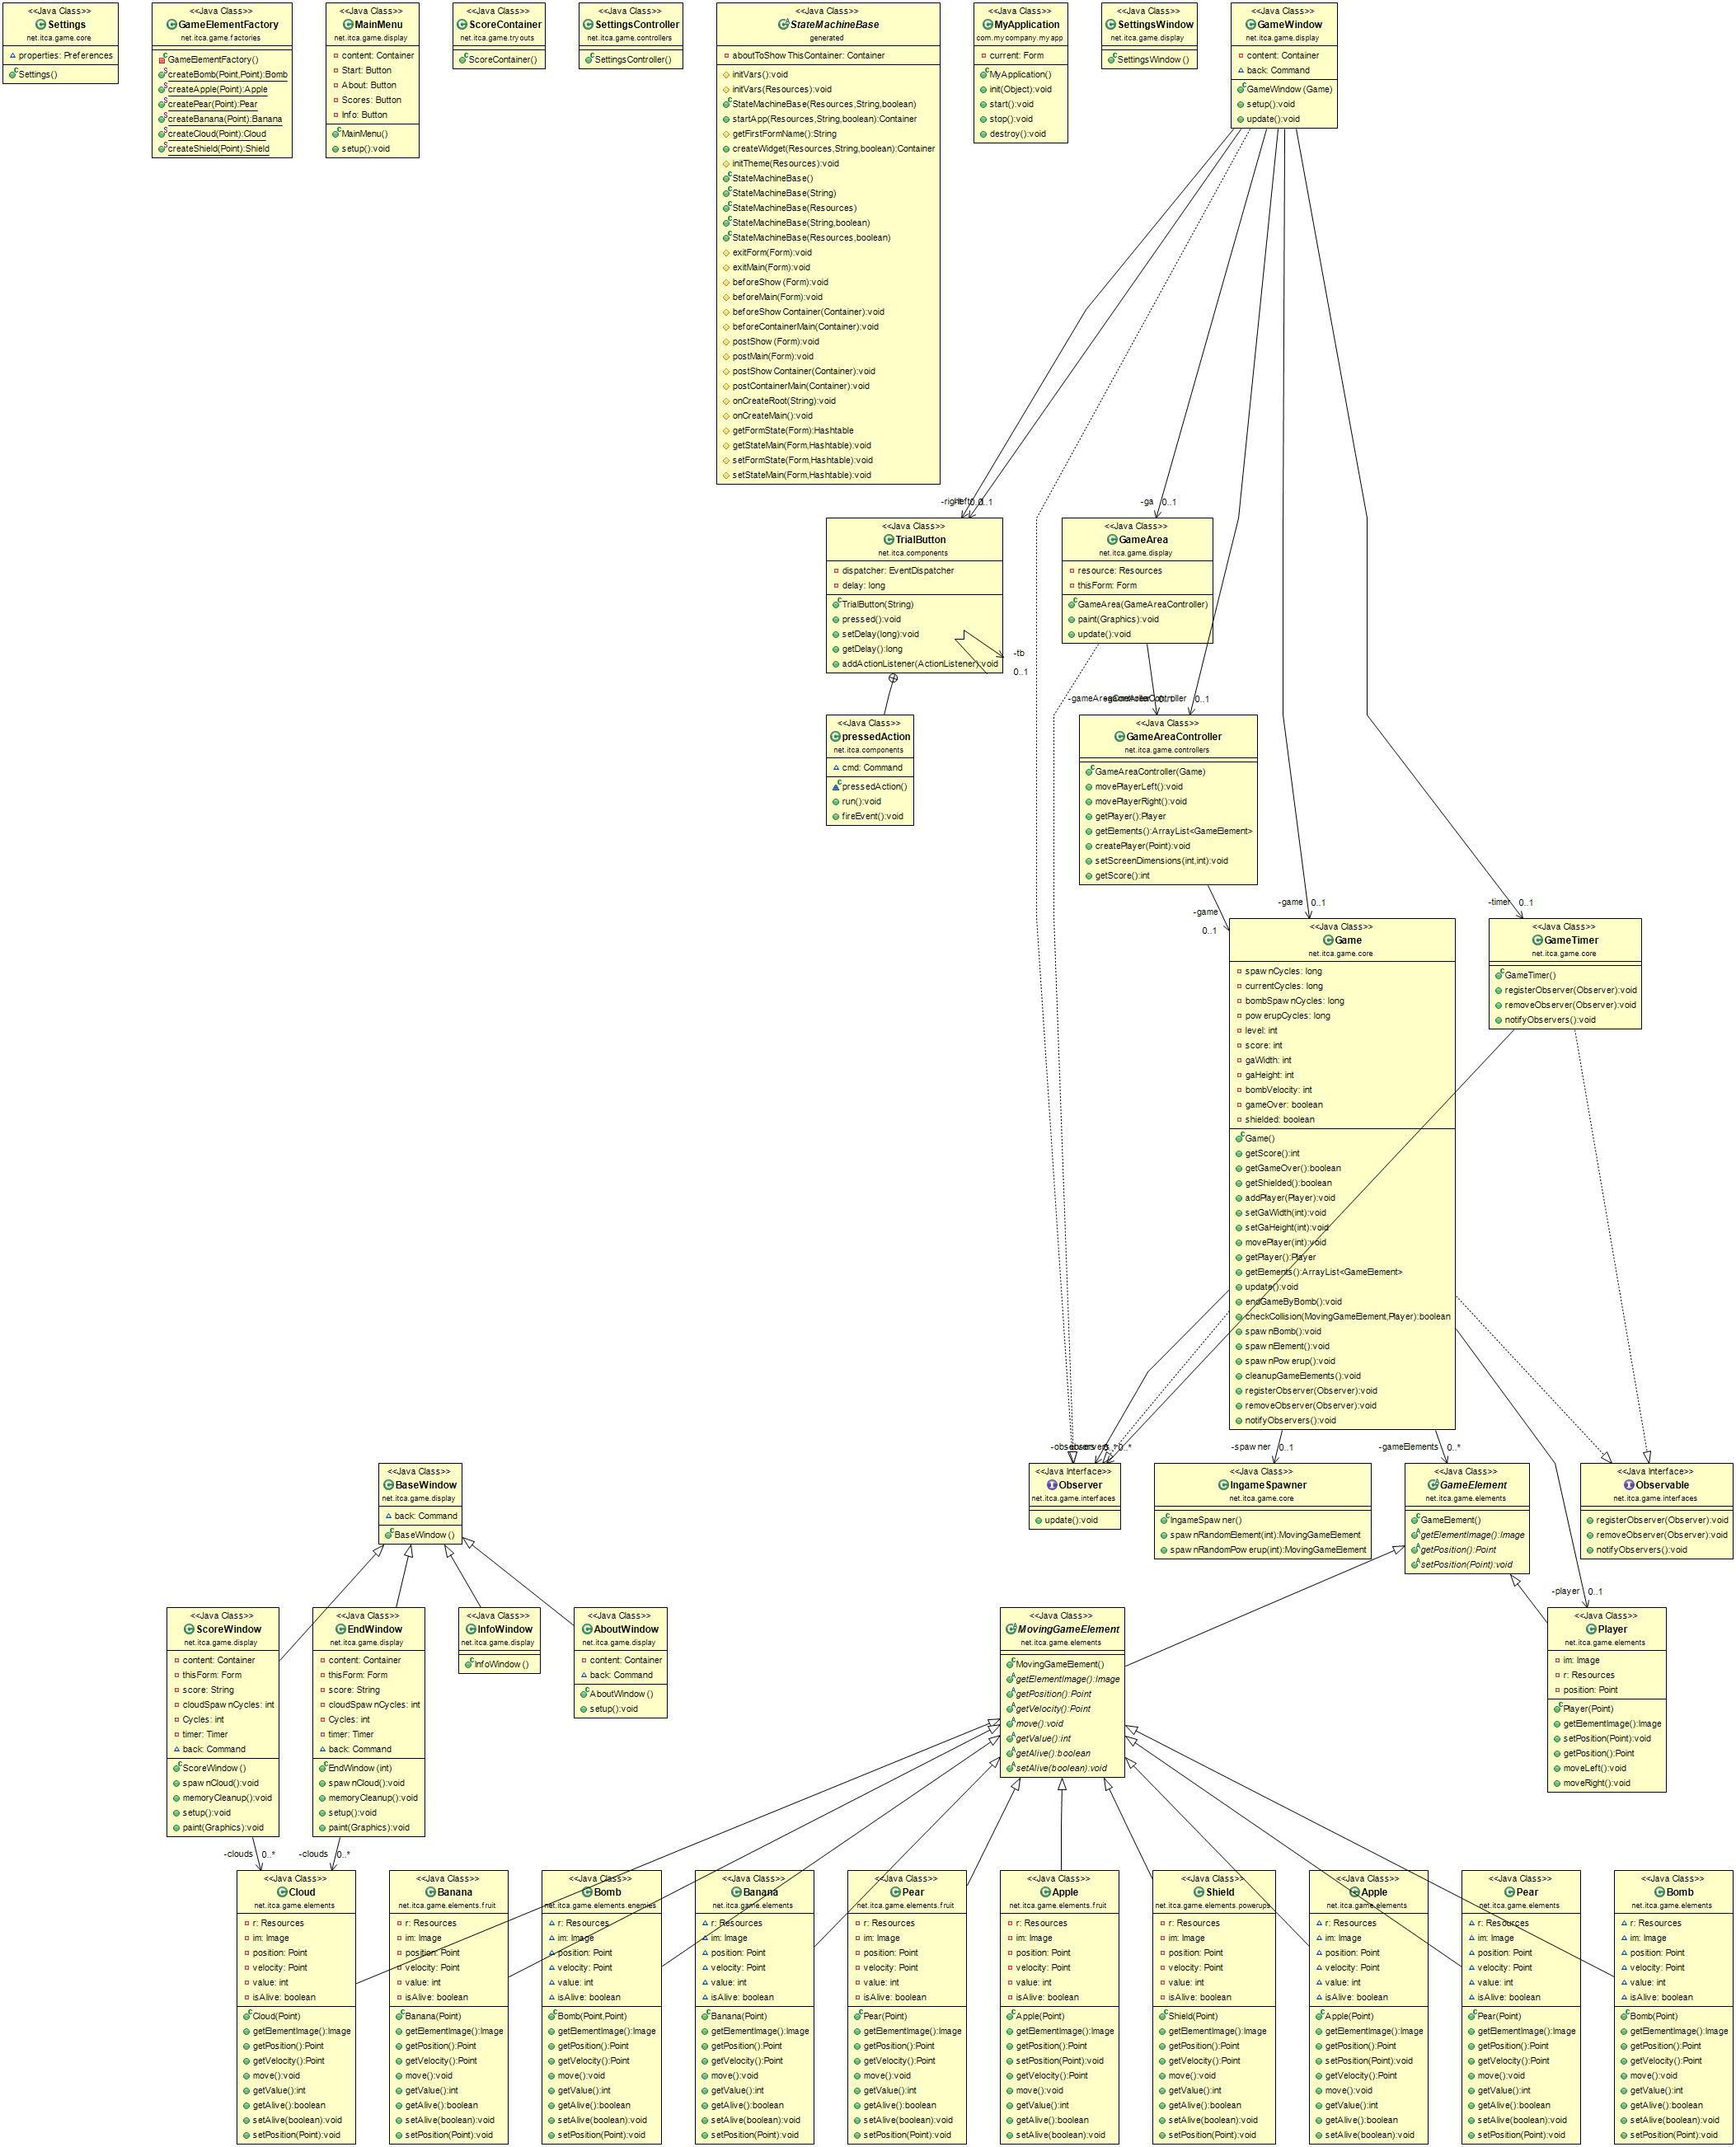 <<Java Class>>
Settings
net.itca.game.core
properties: Preferences
Settings()
<<Java Class>>
GameElementFactory
net.itca.game.factories
GameElementFactory()
createBomb(Point,Point):Bomb
createApple(Point):Apple
createPear(Point):Pear
createBanana(Point):Banana
createCloud(Point):Cloud
createShield(Point):Shield
<<Java Class>>
MainMenu
net.itca.game.display
content: Container
Start: Button
About: Button
Scores: Button
Info: Button
MainMenu()
setup():void
<<Java Class>>
ScoreContainer
net.itca.game.tryouts
ScoreContainer()
<<Java Class>>
SettingsController
net.itca.game.controllers
SettingsController()
<<Java Class>>
StateMachineBase
generated
aboutToShowThisContainer: Container
initVars():void
initVars(Resources):void
StateMachineBase(Resources,String,boolean)
startApp(Resources,String,boolean):Container
getFirstFormName():String
createWidget(Resources,String,boolean):Container
initTheme(Resources):void
StateMachineBase()
StateMachineBase(String)
StateMachineBase(Resources)
StateMachineBase(String,boolean)
StateMachineBase(Resources,boolean)
exitForm(Form):void
exitMain(Form):void
beforeShow(Form):void
beforeMain(Form):void
beforeShowContainer(Container):void
beforeContainerMain(Container):void
postShow(Form):void
postMain(Form):void
postShowContainer(Container):void
postContainerMain(Container):void
onCreateRoot(String):void
onCreateMain():void
getFormState(Form):Hashtable
getStateMain(Form,Hashtable):void
setFormState(Form,Hashtable):void
setStateMain(Form,Hashtable):void
<<Java Class>>
MyApplication
com.mycompany.myapp
current: Form
MyApplication()
init(Object):void
start():void
stop():void
destroy():void
<<Java Class>>
SettingsWindow
net.itca.game.display
SettingsWindow()
<<Java Class>>
GameWindow
net.itca.game.display
content: Container
back: Command
GameWindow(Game)
setup():void
update():void
0..1
-ga 0..1
<<Java Class>>
TrialButton
net.itca.components
dispatcher: EventDispatcher
delay: long
TrialButton(String)
pressed():void
setDelay(long):void
getDelay():long
addActionListener(ActionListener):void
-tb
0..1
<<Java Class>>
GameArea
net.itca.game.display
resource: Resources
thisForm: Form
GameArea(GameAreaController)
paint(Graphics):void
update():void
0..1
<<Java Class>>
pressedAction
net.itca.components
cmd: Command
pressedAction()
run():void
fireEvent():void
<<Java Class>>
GameAreaController
net.itca.game.controllers
GameAreaController(Game)
movePlayerLeft():void
movePlayerRight():void
getPlayer():Player
getElements():ArrayList<GameElement>
createPlayer(Point):void
setScreenDimensions(int,int):void
getScore():int
-game
0..1
-game 0..1
-timer 0..1
<<Java Class>>
Game
net.itca.game.core
spawnCycles: long
currentCycles: long
bombSpawnCycles: long
powerupCycles: long
level: int
score: int
gaWidth: int
gaHeight: int
bombVelocity: int
gameOver: boolean
shielded: boolean
Game()
getScore():int
getGameOver():boolean
getShielded():boolean
addPlayer(Player):void
setGaWidth(int):void
setGaHeight(int):void
movePlayer(int):void
getPlayer():Player
getElements():ArrayList<GameElement>
update():void
endGameByBomb():void
checkCollision(MovingGameElement,Player):boolean
spawnBomb():void
spawnElement():void
spawnPowerup():void
cleanupGameElements():void
registerObserver(Observer):void
removeObserver(Observer):void
notifyObservers():void
<<Java Class>>
GameTimer
net.itca.game.core
GameTimer()
registerObserver(Observer):void
removeObserver(Observer):void
notifyObservers():void
0..*
-spawner 0..1
-gameElements 0..*
<<Java Class>>
BaseWindow
net.itca.game.display
back: Command
BaseWindow()
<<Java Interface>>
Observer
net.itca.game.interfaces
update():void
<<Java Class>>
IngameSpawner
net.itca.game.core
IngameSpawner()
spawnRandomElement(int):MovingGameElement
spawnRandomPowerup(int):MovingGameElement
<<Java Class>>
GameElement
net.itca.game.elements
GameElement()
getElementImage():Image
getPosition():Point
setPosition(Point):void
<<Java Interface>>
Observable
net.itca.game.interfaces
registerObserver(Observer):void
removeObserver(Observer):void
notifyObservers():void
-player 0..1
<<Java Class>>
ScoreWindow
net.itca.game.display
content: Container
thisForm: Form
score: String
cloudSpawnCycles: int
Cycles: int
timer: Timer
back: Command
ScoreWindow()
spawnCloud():void
memoryCleanup():void
setup():void
paint(Graphics):void
<<Java Class>>
EndWindow
net.itca.game.display
content: Container
thisForm: Form
score: String
cloudSpawnCycles: int
Cycles: int
timer: Timer
back: Command
EndWindow(int)
spawnCloud():void
memoryCleanup():void
setup():void
paint(Graphics):void
<<Java Class>>
InfoWindow
net.itca.game.display
InfoWindow()
<<Java Class>>
AboutWindow
net.itca.game.display
content: Container
back: Command
AboutWindow()
setup():void
<<Java Class>>
MovingGameElement
net.itca.game.elements
MovingGameElement()
getElementImage():Image
getPosition():Point
getVelocity():Point
move():void
getValue():int
getAlive():boolean
setAlive(boolean):void
<<Java Class>>
Player
net.itca.game.elements
im: Image
r: Resources
position: Point
Player(Point)
getElementImage():Image
setPosition(Point):void
getPosition():Point
moveLeft():void
moveRight():void
-clouds 0..*
-clouds 0..*
<<Java Class>>
Cloud
net.itca.game.elements
r: Resources
im: Image
position: Point
velocity: Point
value: int
isAlive: boolean
Cloud(Point)
getElementImage():Image
getPosition():Point
getVelocity():Point
move():void
getValue():int
getAlive():boolean
setAlive(boolean):void
setPosition(Point):void
<<Java Class>>
Banana
net.itca.game.elements.fruit
r: Resources
im: Image
position: Point
velocity: Point
value: int
isAlive: boolean
Banana(Point)
getElementImage():Image
getPosition():Point
getVelocity():Point
move():void
getValue():int
getAlive():boolean
setAlive(boolean):void
setPosition(Point):void
<<Java Class>>
Bomb
net.itca.game.elements.enemies
r: Resources
im: Image
position: Point
velocity: Point
value: int
isAlive: boolean
Bomb(Point,Point)
getElementImage():Image
getPosition():Point
getVelocity():Point
move():void
getValue():int
getAlive():boolean
setAlive(boolean):void
setPosition(Point):void
<<Java Class>>
Banana
net.itca.game.elements
r: Resources
im: Image
position: Point
velocity: Point
value: int
isAlive: boolean
Banana(Point)
getElementImage():Image
getPosition():Point
getVelocity():Point
move():void
getValue():int
getAlive():boolean
setAlive(boolean):void
setPosition(Point):void
<<Java Class>>
Pear
net.itca.game.elements.fruit
r: Resources
im: Image
position: Point
velocity: Point
value: int
isAlive: boolean
Pear(Point)
getElementImage():Image
getPosition():Point
getVelocity():Point
move():void
getValue():int
getAlive():boolean
setAlive(boolean):void
setPosition(Point):void
<<Java Class>>
Apple
net.itca.game.elements.fruit
r: Resources
im: Image
position: Point
velocity: Point
value: int
isAlive: boolean
Apple(Point)
getElementImage():Image
getPosition():Point
setPosition(Point):void
getVelocity():Point
move():void
getValue():int
getAlive():boolean
setAlive(boolean):void
<<Java Class>>
Shield
net.itca.game.elements.powerups
r: Resources
im: Image
position: Point
velocity: Point
value: int
isAlive: boolean
Shield(Point)
getElementImage():Image
getPosition():Point
getVelocity():Point
move():void
getValue():int
getAlive():boolean
setAlive(boolean):void
setPosition(Point):void
<<Java Class>>
Apple
net.itca.game.elements
r: Resources
im: Image
position: Point
velocity: Point
value: int
isAlive: boolean
Apple(Point)
getElementImage():Image
getPosition():Point
setPosition(Point):void
getVelocity():Point
move():void
getValue():int
getAlive():boolean
setAlive(boolean):void
<<Java Class>>
Pear
net.itca.game.elements
r: Resources
im: Image
position: Point
velocity: Point
value: int
isAlive: boolean
Pear(Point)
getElementImage():Image
getPosition():Point
getVelocity():Point
move():void
getValue():int
getAlive():boolean
setAlive(boolean):void
setPosition(Point):void
<<Java Class>>
Bomb
net.itca.game.elements
r: Resources
im: Image
position: Point
velocity: Point
value: int
isAlive: boolean
Bomb(Point)
getElementImage():Image
getPosition():Point
getVelocity():Point
move():void
getValue():int
getAlive():boolean
setAlive(boolean):void
setPosition(Point):void